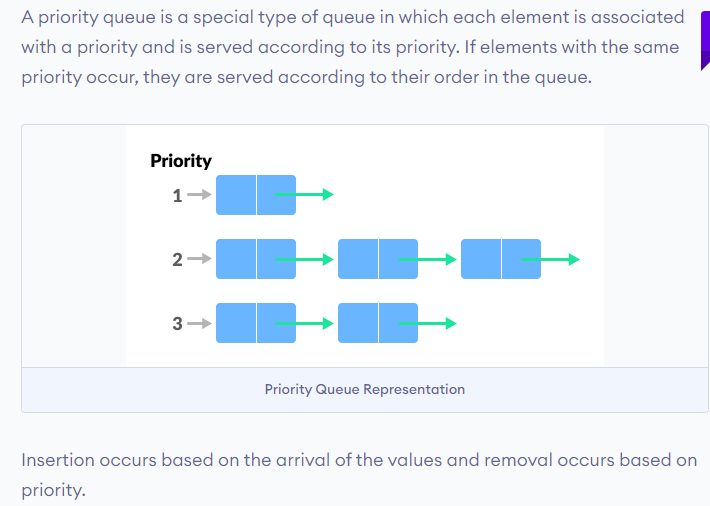 A priority queue is a special type of queue in which each element is associated
with a priority and is served according to its priority. If elements with the same
priority occur, they are served according to their order in the queue.
Priority
1
2
3
Priority Queue Representation
Insertion occurs based on the arrival of the values and removal occurs based on
priority.